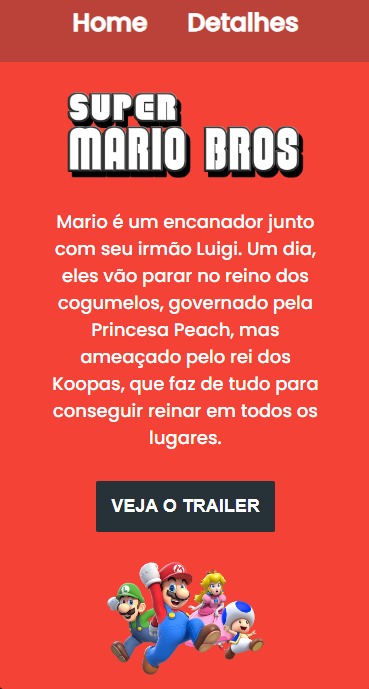 Home Detalhes
SUPER
MARIO BROS
Mario é um encanador junto
com seu irmão Luigi. Um dia,
eles vão parar no reino dos
cogumelos, governado pela
Princesa Peach, mas
ameaçado pelo rei dos
Koopas, que faz de tudo para
conseguir reinar em todos os
lugares.
VEJA O TRAILER